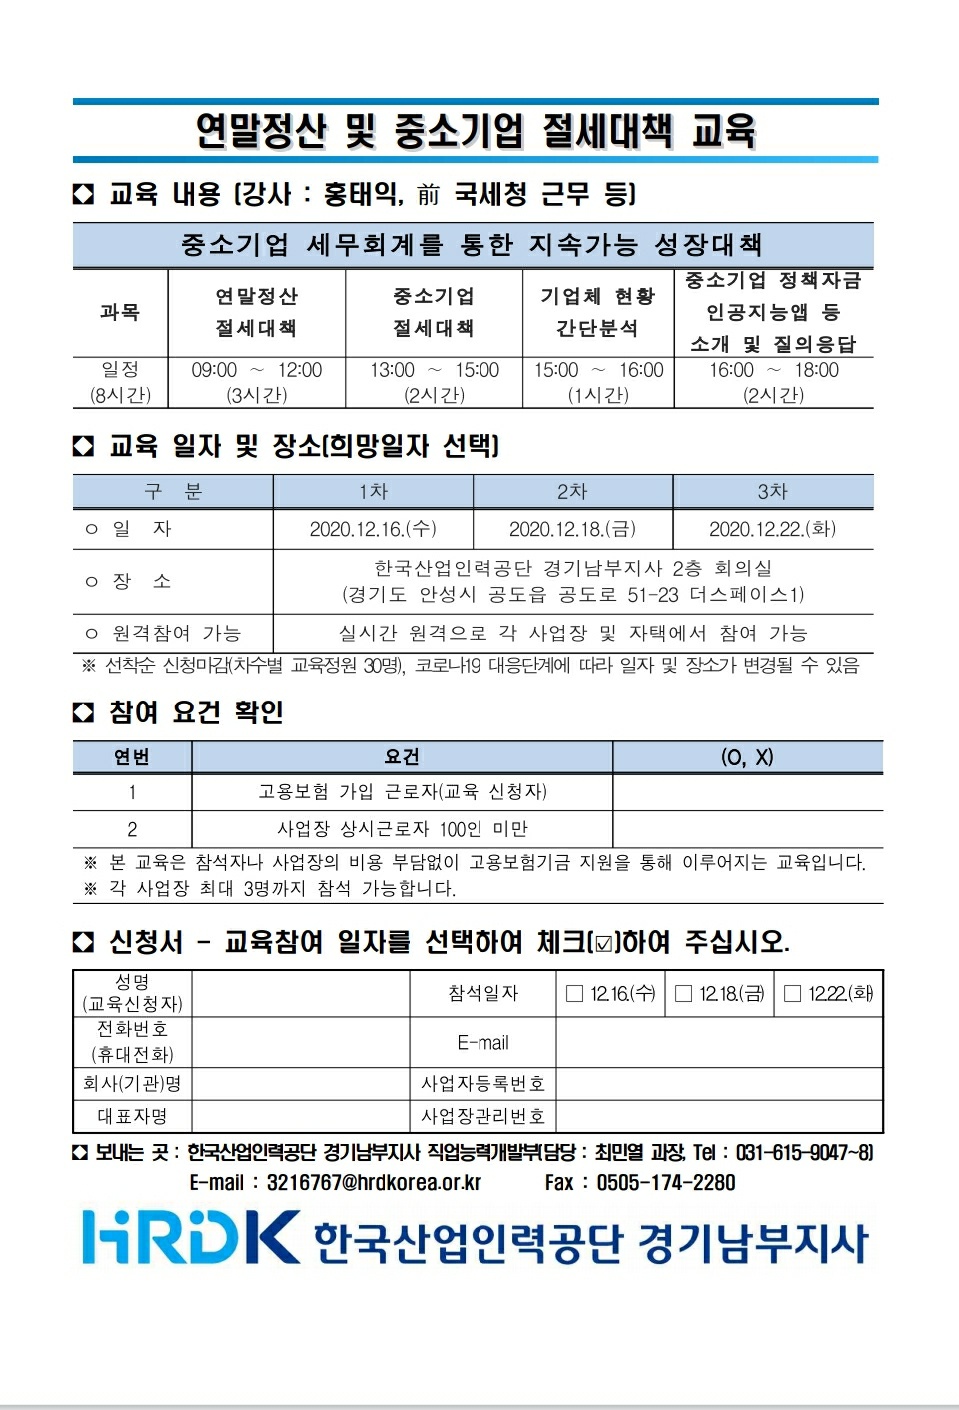 연말정산 및 중소기업 절세대책 교육
교육 내용 (강사 : 홍태익, 前 국세청 근무 등)
중소기업 세무회계를 통한 지속가능 성장대책
과목
연말정산
절세대책
중소기업
절세대책
기업체 현황
간단분석
중소기업 정책자금
인공지능앱 등
소개 및 질의응답
일정
(8시간)
09:00 ~ 12:00
(3시간)
13:00 ~ 15:00
(2시간)
15:00 ~ 16:00
(1시간)
16:00 ~ 18:00
(2시간)
교육 일자 및 장소(희망일자 선택)
구 분 1차 2차 3차
ㅇ 일 자 2020.12.16.(수) 2020.12.18.(금) 2020.12.22.(화)
ㅇ 장 소
한국산업인력공단 경기남부지사 2층 회의실
(경기도 안성시 공도읍 공도로 51-23 더스페이스1)
ㅇ 원격참여 가능 실시간 원격으로 각 사업장 및 자택에서 참여 가능
※ 선착순 신청마감(차수별 교육정원 30명), 코로나19 대응단계에 따라 일자 및 장소가 변경될 수 있음
참여 요건 확인
연번 요건 (O, X)
1 고용보험 가입 근로자(교육 신청자)
2 사업장 상시근로자 100인 미만
※ 본 교육은 참석자나 사업장의 비용 부담없이 고용보험기금 지원을 통해 이루어지는 교육입니다.
※ 각 사업장 최대 3명까지 참석 가능합니다.
신청서 - 교육참여 일자를 선택하여 체크(☑)하여 주십시오.
성명
(교육신청자)
참석일자 □ 12.16.(수) □ 12.18.(금) □ 12.22.(화)
전화번호
(휴대전화)
E-mail
회사(기관)명 사업자등록번호
대표자명 사업장관리번호
보내는 곳 : 한국산업인력공단 경기남부지사 직업능력개발부(담당 : 최민열 과장, Tel : 031-615-9047~8)
E-mail : 3216767@hrdkorea.or.kr Fax : 0505-174-2280
HRDK 한국산업인력공단 경기남부지사